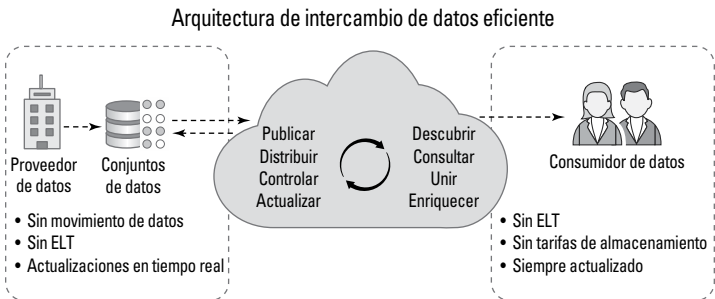 Arquitectura de intercambio de datos eficiente
Proveedor
de datos
Conjuntos
de datos
• Sin movimiento de datos
• Sin ELT
• Actualizaciones en tiempo real
Publicar
Distribuir
Controlar
Actualizar
Descubrir
Consultar
Unir
Enriquecer
Consumidor de datos
• Sin ELT
• Sin tarifas de almacenamiento
• Siempre actualizado